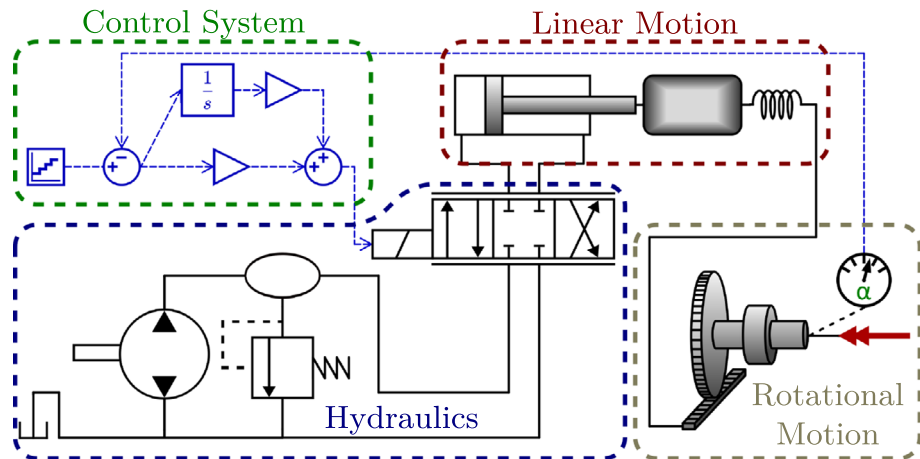 Control System
Linear Motion
1
s
+
−
+
+
α
Hydraulics
Rotational
Motion